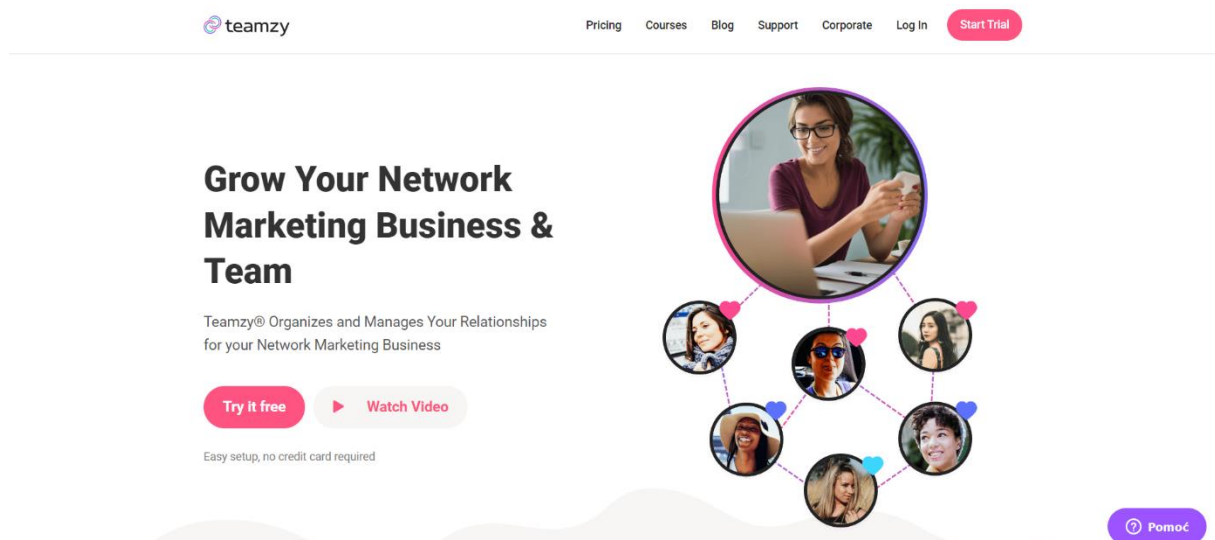 teamzy
Pricing Courses Blog Support Corporate Log In Start Trial
Grow Your Network
Marketing Business &
Team
Teamzy® Organizes and Manages Your Relationships
for your Network Marketing Business
Try it free Watch Video
Easy setup, no credit card required
Pomoć